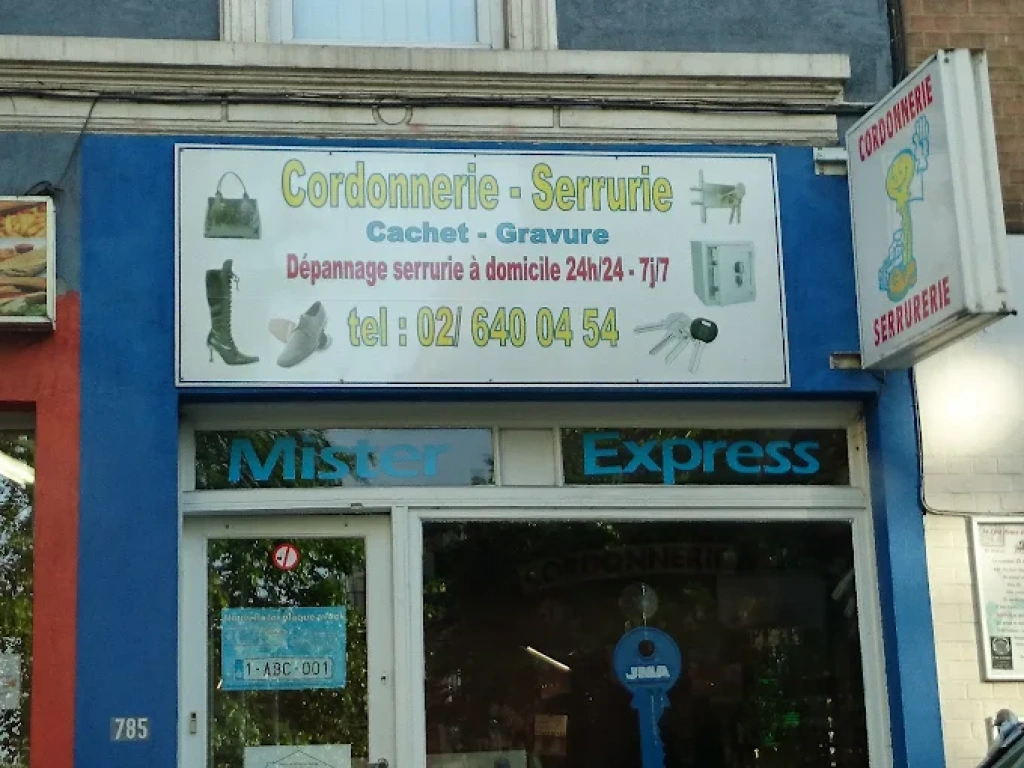 Cordonnerie - Serrurie
Cachet - Gravure
Dépannage serrurie à domicile 24h/24 - 7j/7
tel : 02/ 640 04 54
CORDONNERIE
SERRURERIE
Mister Express
CORDONNERIE
1-ABC-001
JMA
785